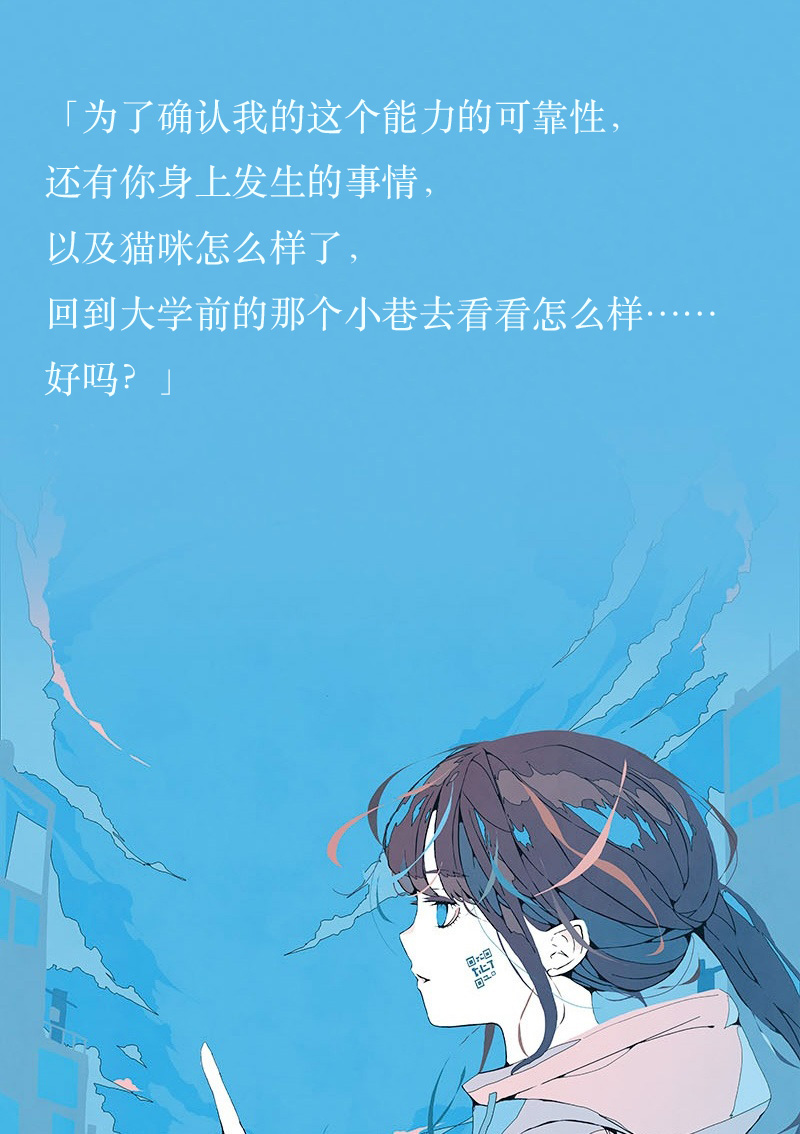 「为了确认我的这个能力的可靠性，
还有你身上发生的事情，
以及猫咪怎么样了，
回到大学前的那个小巷去看看怎么样……
好吗？」